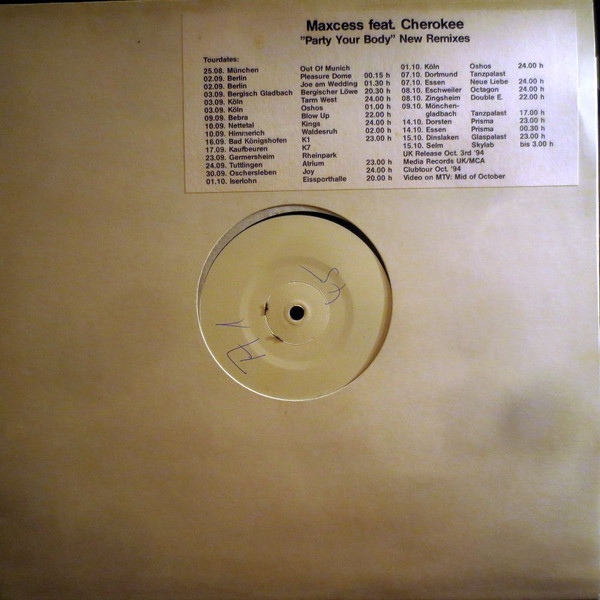 Maxcess feat. Cherokee
"Party Your Body" New Remixes
Tourdates:
25.08. München Out Of Munich
02.09. Berlin Pleasure Dome 00.15 h
02.09. Berlin Joe am Wedding 01.30 h
03.09. Bergisch Gladbach Bergischer Löwe 20.30 h
03.09. Köln Tarm West 24.00 h
03.09. Köln Oshos 01.00 h
09.09. Bebra Blow Up 22.00 h
10.09. Nettetal Kings 24.00 h
10.09. Himmerich Waldesruh 02.00 h
16.09. Bad Königshofen K1 23.00 h
17.09. Kaufbeuren K7
23.09. Germersheim Rheinpark
24.09. Tuttlingen Atrium 23.00 h
30.09. Oschersleben Joy 24.00 h
01.10. Iserlohn Eissporthalle 20.00 h
01.10. Köln Oshos 24.00 h
07.10. Dortmund Tanzpalast
07.10. Essen Neue Liebe 24.00 h
08.10. Eschweiler Octagon 24.00 h
08.10. Zingsheim Double E. 22.00 h
09.10. Mönchen-
gladbach Tanzpalast 17.00 h
14.10. Dorsten Prisma 23.00 h
14.10. Essen Prisma 00.30 h
15.10. Dinslaken Glaspalast 23.00 h
15.10. Selm Skylab bis 3.00 h
UK Release Oct. 3rd '94
Media Records UK/MCA
Clubtour Oct. '94
Video on MTV: Mid of October